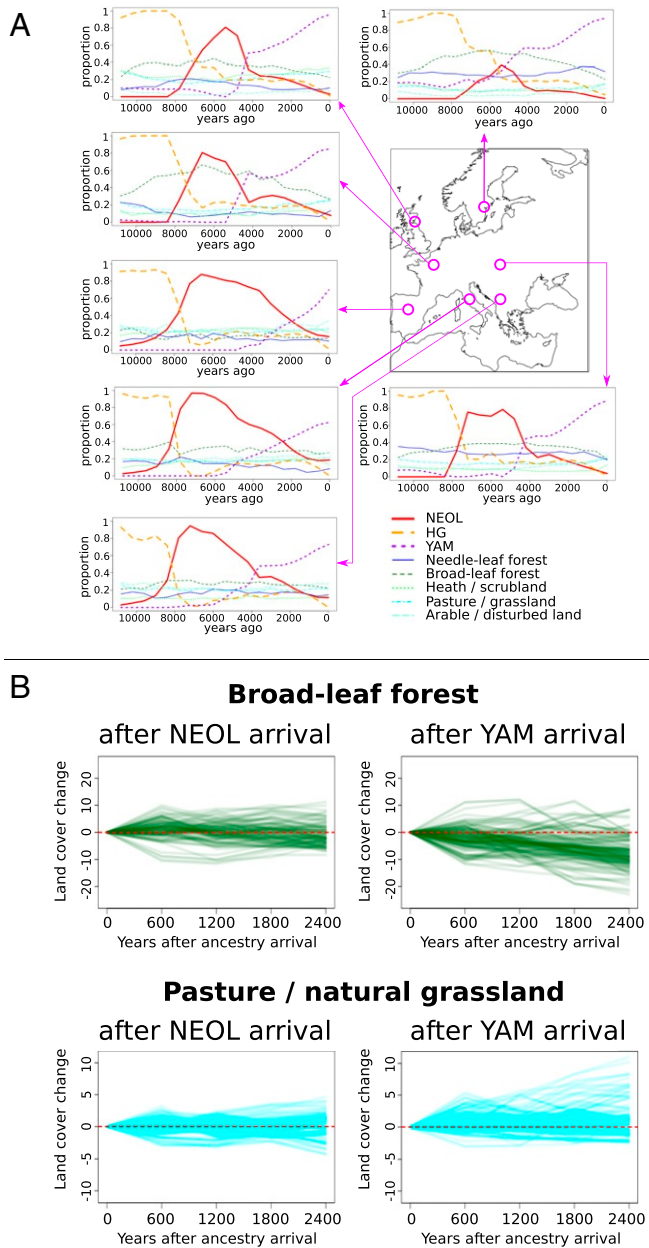 A
proportion
1
0.8
0.6
0.4
0.2
0
10000 8000 6000 4000 2000 0
years ago
proportion
1
0.8
0.6
0.4
0.2
0
10000 8000 6000 4000 2000 0
years ago
proportion
1
0.8
0.6
0.4
0.2
0
10000 8000 6000 4000 2000 0
years ago
proportion
1
0.8
0.6
0.4
0.2
0
10000 8000 6000 4000 2000 0
years ago
proportion
1
0.8
0.6
0.4
0.2
0
10000 8000 6000 4000 2000 0
years ago
proportion
1
0.8
0.6
0.4
0.2
0
10000 8000 6000 4000 2000 0
years ago
proportion
1
0.8
0.6
0.4
0.2
0
10000 8000 6000 4000 2000 0
years ago
NEOL
HG
YAM
Needle-leaf forest
Broad-leaf forest
Heath / scrubland
Pasture / grassland
Arable / disturbed land
B
Broad-leaf forest
after NEOL arrival
Land cover change
20
10
0
-10
-20
0 600 1200 1800 2400
Years after ancestry arrival
after YAM arrival
Land cover change
20
10
0
-10
-20
0 600 1200 1800 2400
Years after ancestry arrival
Pasture / natural grassland
after NEOL arrival
Land cover change
10
5
0
-5
-10
0 600 1200 1800 2400
Years after ancestry arrival
after YAM arrival
Land cover change
10
5
0
-5
-10
0 600 1200 1800 2400
Years after ancestry arrival